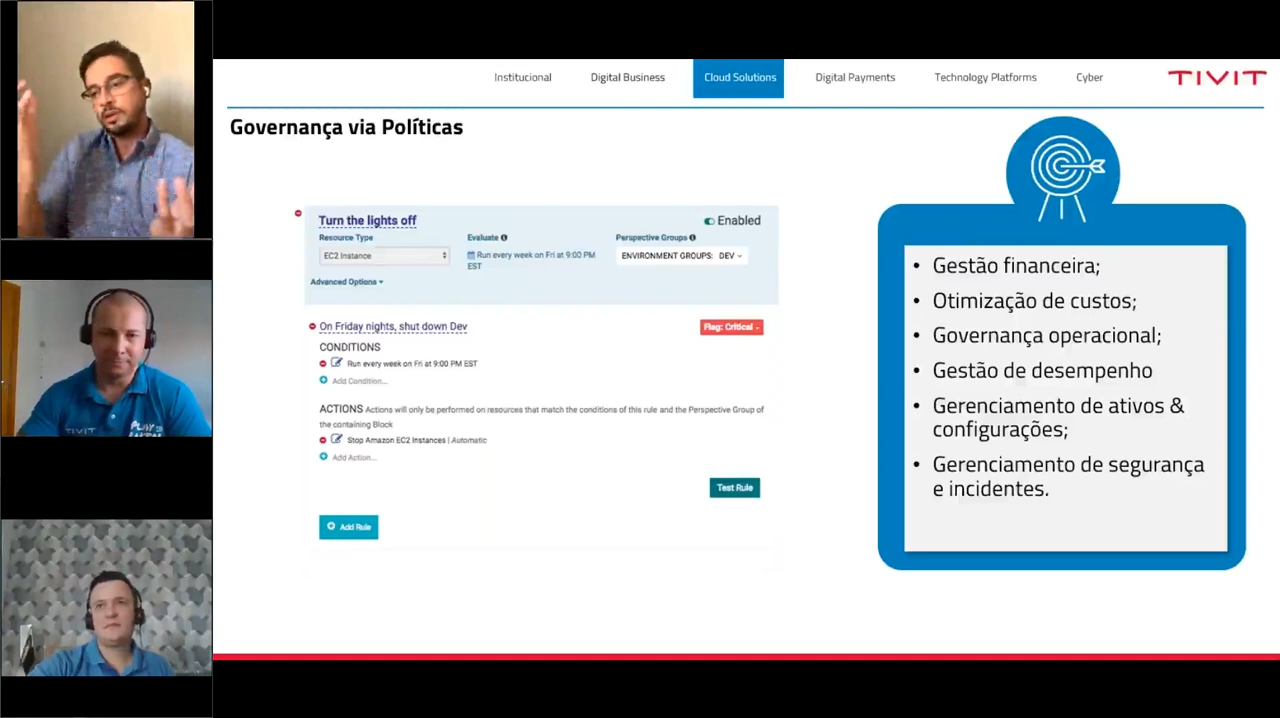 Institucional
Digital Business
Cloud Solutions
Digital Payments
Technology Platforms
Cyber
TIVIT
Governança via Políticas
Turn the lights off
Enabled
Resource Type
Evaluate
Perspective Groups
EC2 Instance
Run every week on Fri at 9:00 PM
EST
ENVIRONMENT GROUPS: DEV
Advanced Options
On Friday nights, shut down Dev
Flag: Critical
CONDITIONS
Run every week on Fri at 9:00 PM EST
Add Condition...
ACTIONS Actions will only be performed on resources that match the conditions of this rule and the Perspective Group of
the containing Block
Stop Amazon EC2 Instances | Automatic
Add Action...
Test Rule
Add Rule
• Gestão financeira;
• Otimização de custos;
• Governança operacional;
• Gestão de desempenho
• Gerenciamento de ativos &
configurações;
• Gerenciamento de segurança
e incidentes.
TIVIT